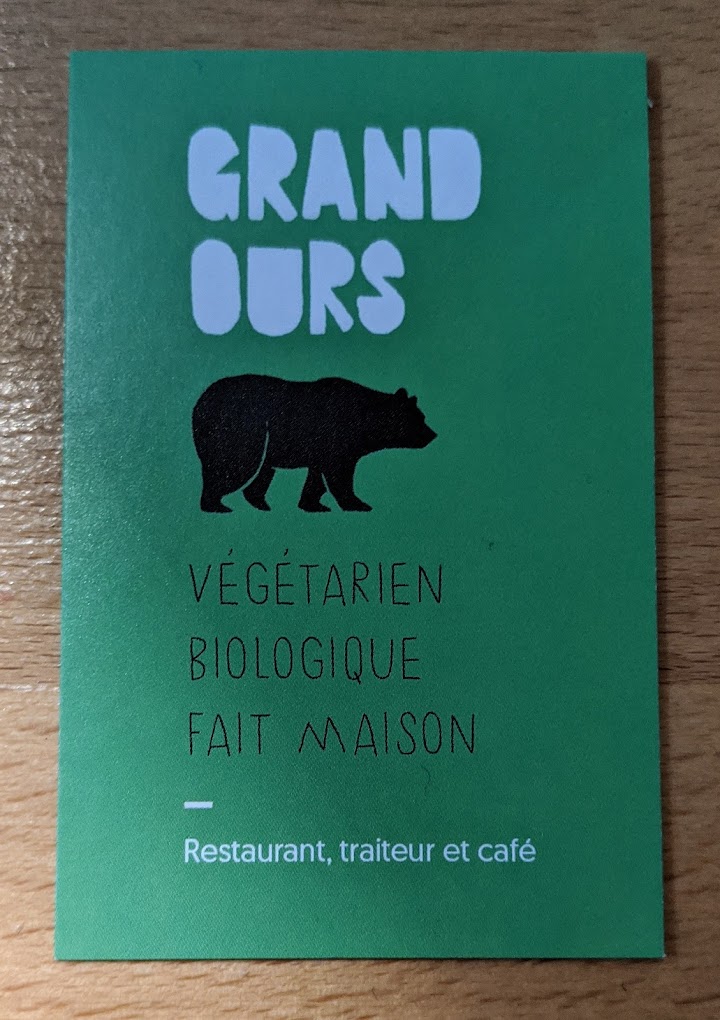 GRAND
OURS
VÉGÉTARIEN
BIOLOGIQUE
FAIT MAISON
Restaurant, traiteur et café